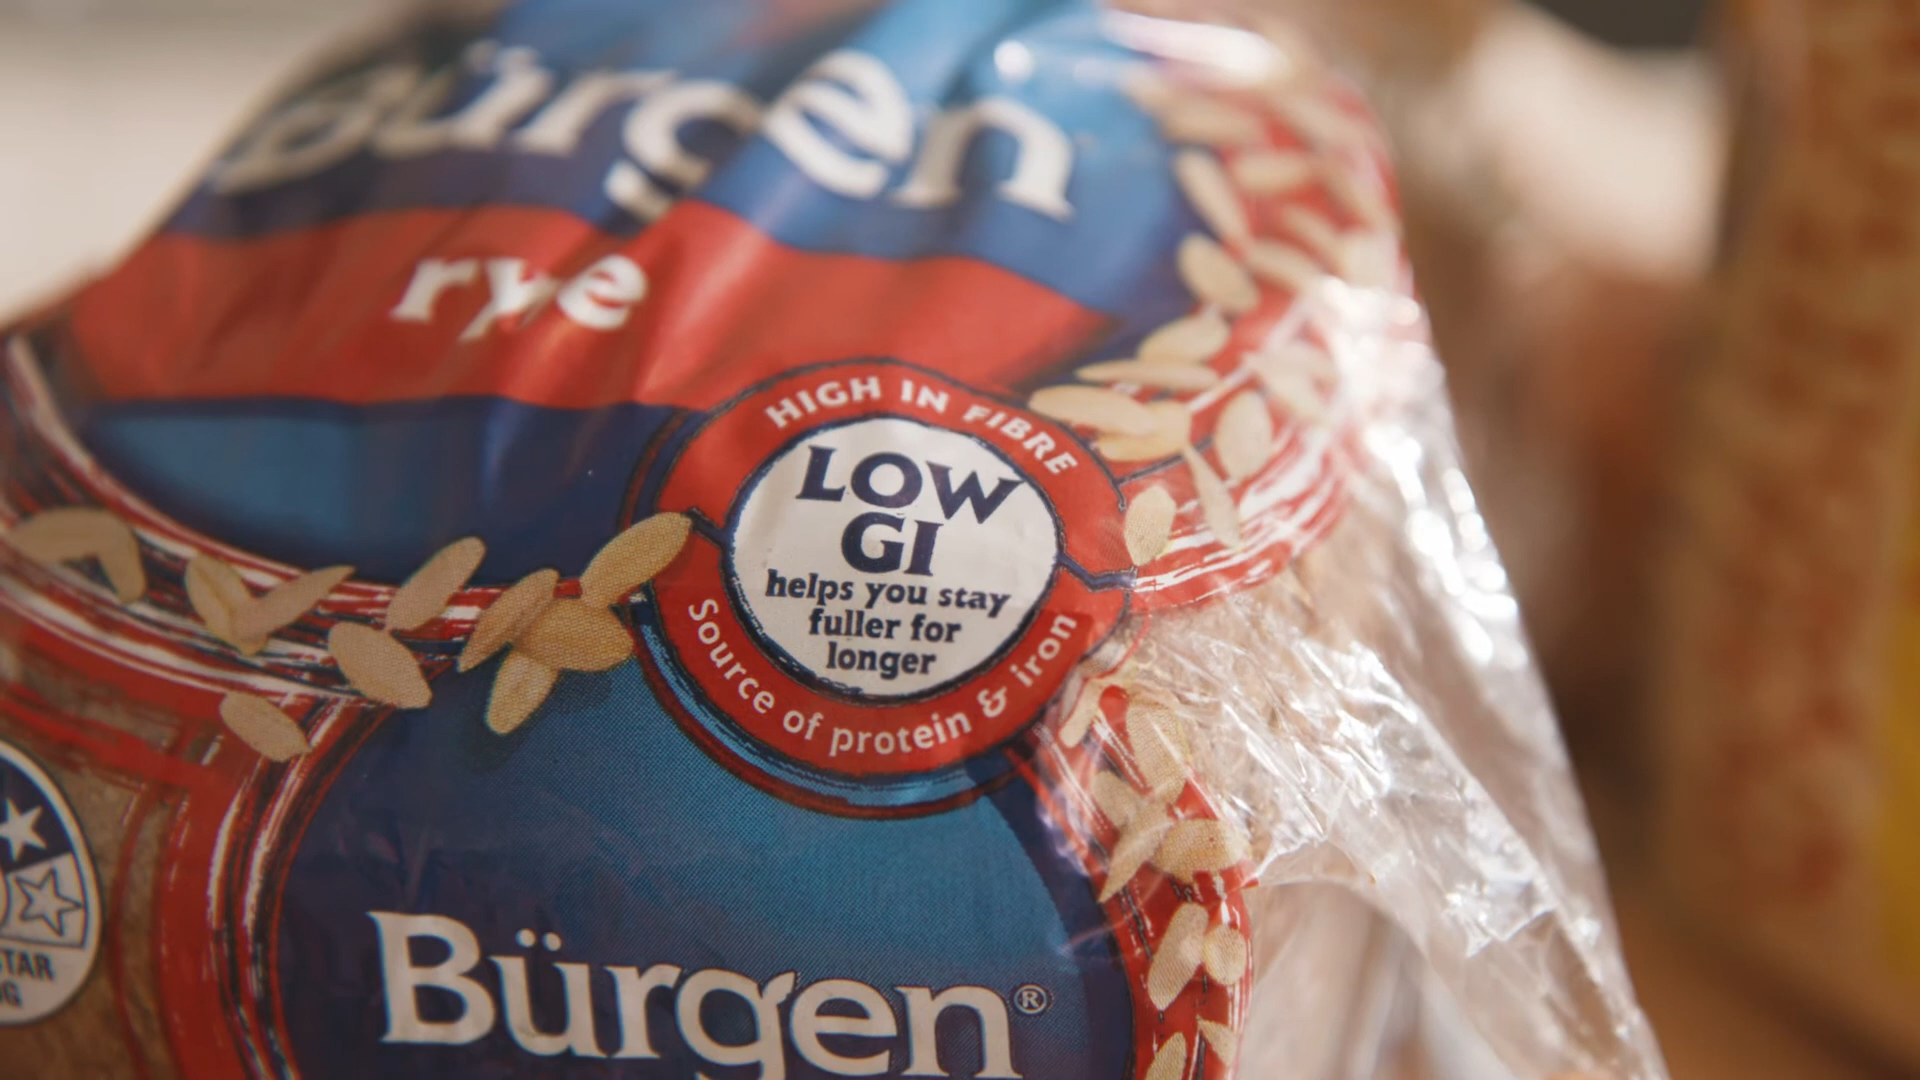 Bürgen
rye
HIGH IN FIBRE
LOW
GI
helps you stay
fuller for
longer
Source of protein & iron
Bürgen®